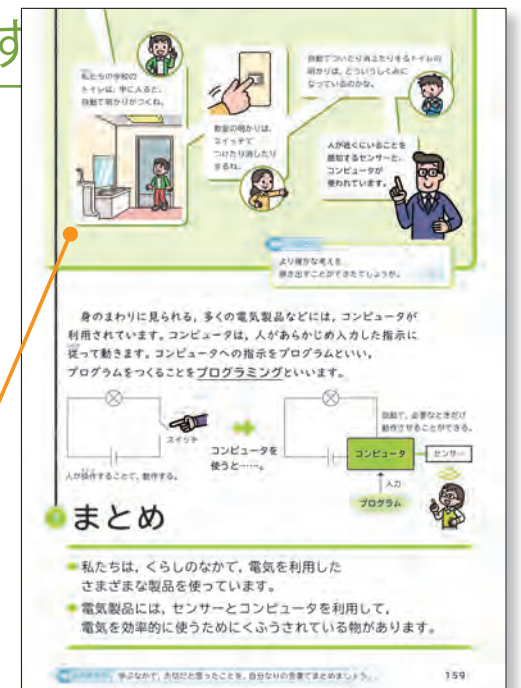 す
私たちの学校の
トイレは，中に入ると，
自動で明かりがつくね。
教室の明かりは，
スイッチで
つけたり消したり
するね。
自動でついたり消えたりするトイレの
明かりは，どういうしくみに
なっているのかな。
人が近くにいることを
感知するセンサーと，
コンピュータが
使われています。
より確かな考えを
導き出すことができたでしょうか。
身のまわりに見られる，多くの電気製品などには，コンピュータが
利用されています。コンピュータは，人があらかじめ入力した指示に
従って動きます。コンピュータへの指示をプログラムといい，
プログラムをつくることをプログラミングといいます。
スイッチ
人が操作することで，動作する。
コンピュータを
使うと……。
自動で，必要なときだけ
動作させることができる。
コンピュータ
センサー
入力
プログラム
まとめ
私たちは，くらしのなかで，電気を利用した
さまざまな製品を使っています。
電気製品には，センサーとコンピュータを利用して，
電気を効率的に使うためにくふうされている物があります。
学ぶなかで，大切だと思ったことを，自分なりの言葉でまとめましょう。
159